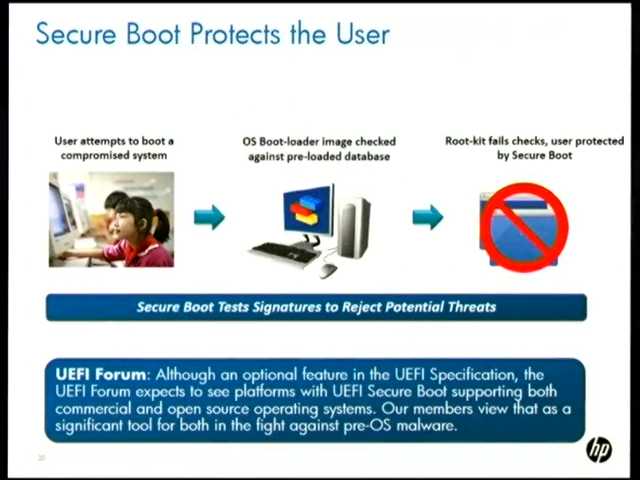 Secure Boot Protects the User
User attempts to boot a
compromised system
OS Boot-loader image checked
against pre-loaded database
Root-kit fails checks, user protected
by Secure Boot
Secure Boot Tests Signatures to Reject Potential Threats
UEFI Forum: Although an optional feature in the UEFI Specification, the
UEFI Forum expects to see platforms with UEFI Secure Boot supporting both
commercial and open source operating systems. Our members view that as a
significant tool for both in the fight against pre-OS malware.
20
hp